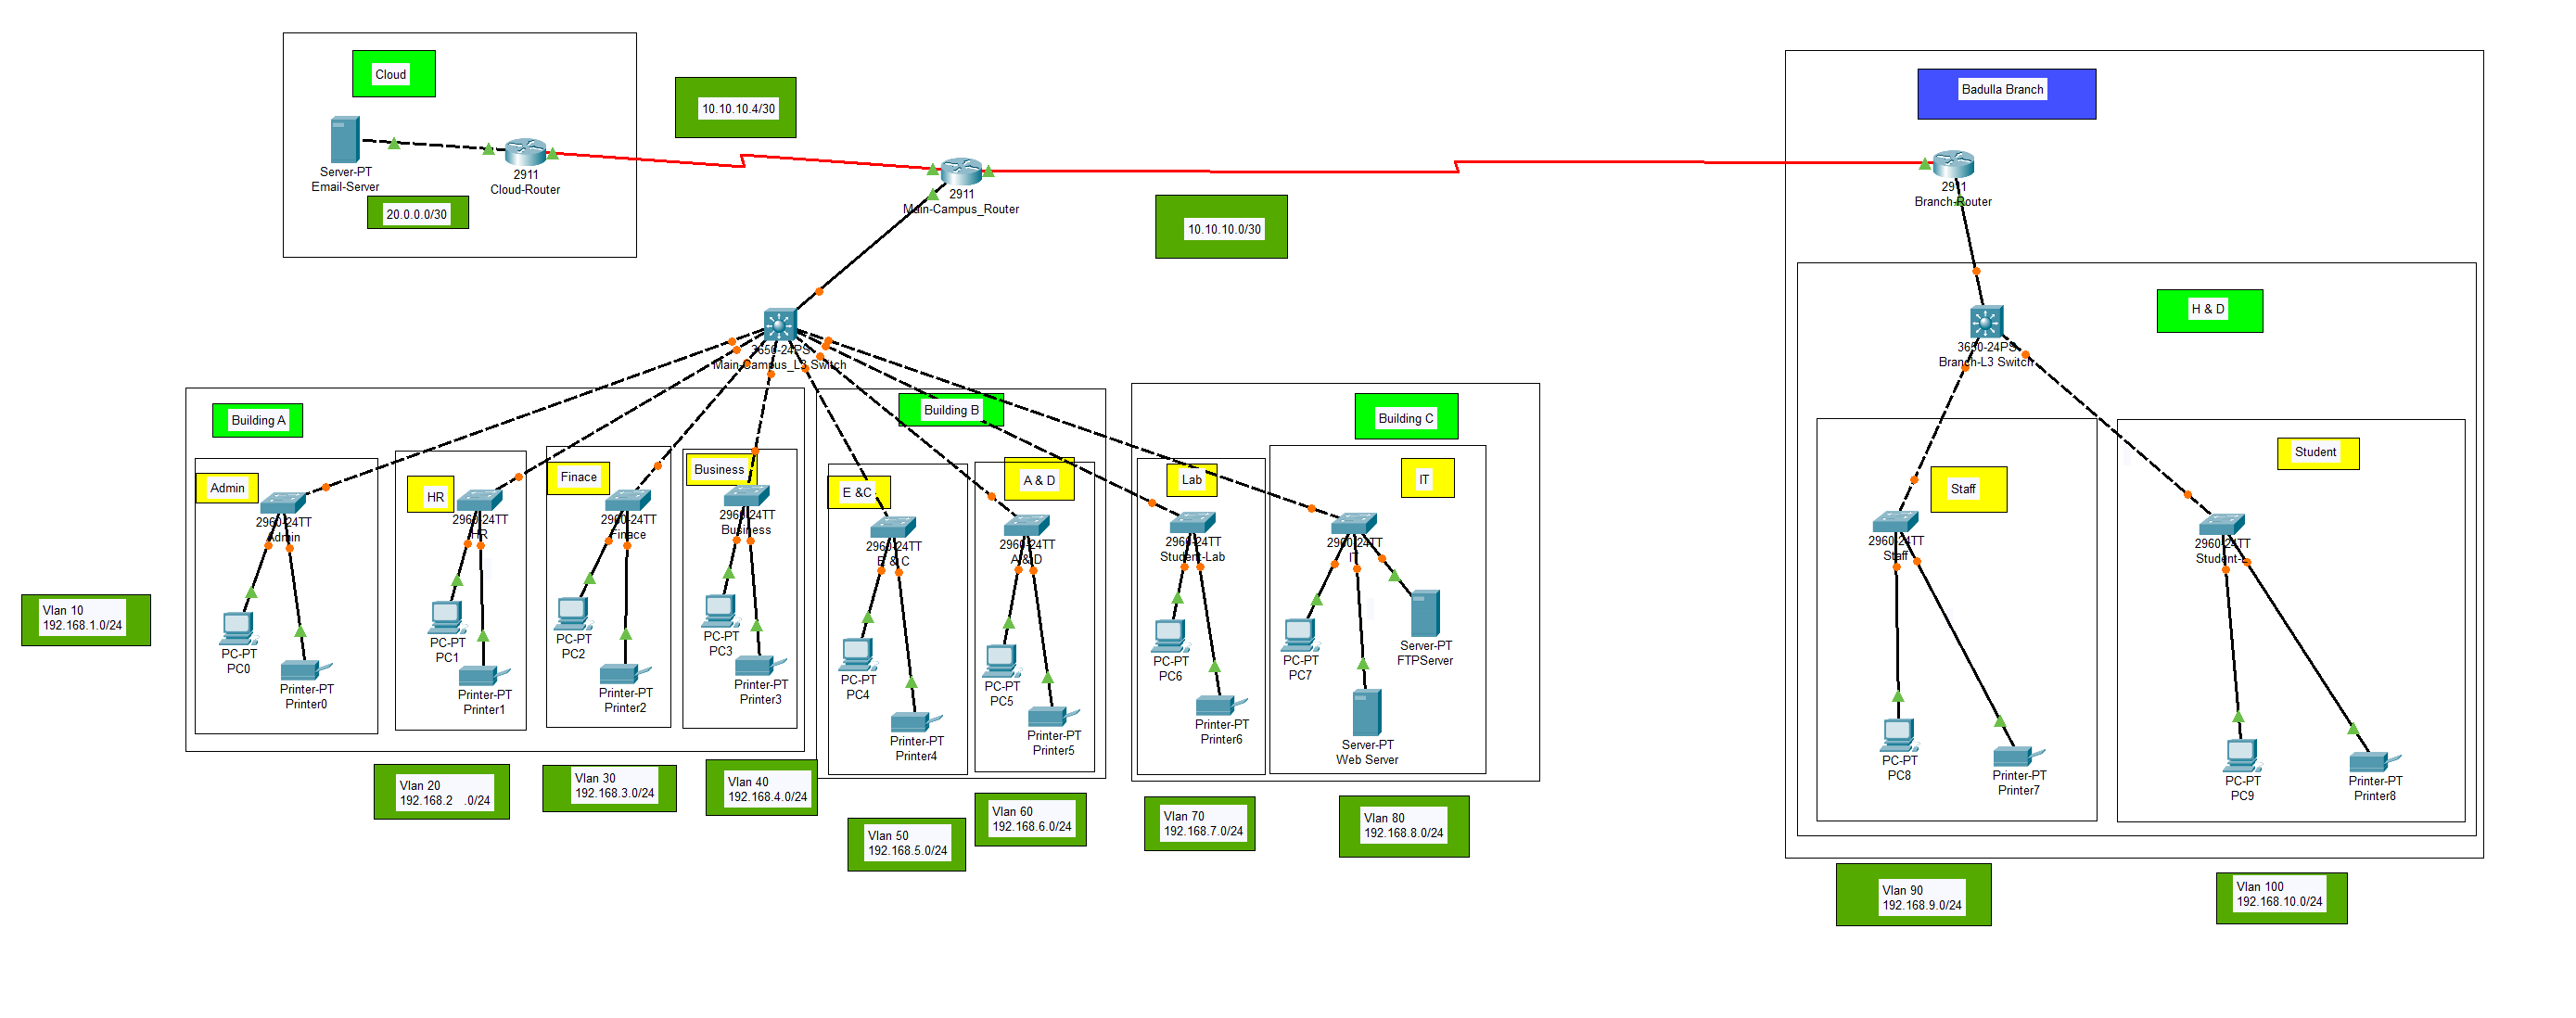 Cloud
Server-PT
Email-Server
20.0.0.0/30
2911
Cloud-Router
10.10.10.4/30
2911
Main-Campus_Router
10.10.10.0/30
Badulla Branch
2911
Branch-Router
3650-24PS
Main-Campus_L3 Switch
3650-24PS
Branch-L3 Switch
H & D
Building A
Building B
Building C
Admin
2960-24TT
Admin
PC-PT
PC0
Printer-PT
Printer0
HR
2960-24TT
HR
PC-PT
PC1
Printer-PT
Printer1
Finace
2960-24TT
Finace
PC-PT
PC2
Printer-PT
Printer2
Business
2960-24TT
Business
PC-PT
PC3
Printer-PT
Printer3
E &C
2960-24TT
E & C
PC-PT
PC4
Printer-PT
Printer4
A & D
2960-24TT
A & D
PC-PT
PC5
Printer-PT
Printer5
Lab
2960-24TT
Student-Lab
PC-PT
PC6
Printer-PT
Printer6
IT
2960-24TT
IT
PC-PT
PC7
Server-PT
FTPServer
Server-PT
Web Server
Staff
2960-24TT
Staff
PC-PT
PC8
Printer-PT
Printer7
Student
2960-24TT
PC-PT
PC9
Printer-PT
Printer8
Vlan 10
192.168.1.0/24
Vlan 20
192.168.2 .0/24
Vlan 30
192.168.3.0/24
Vlan 40
192.168.4.0/24
Vlan 50
192.168.5.0/24
Vlan 60
192.168.6.0/24
Vlan 70
192.168.7.0/24
Vlan 80
192.168.8.0/24
Vlan 90
192.168.9.0/24
Vlan 100
192.168.10.0/24